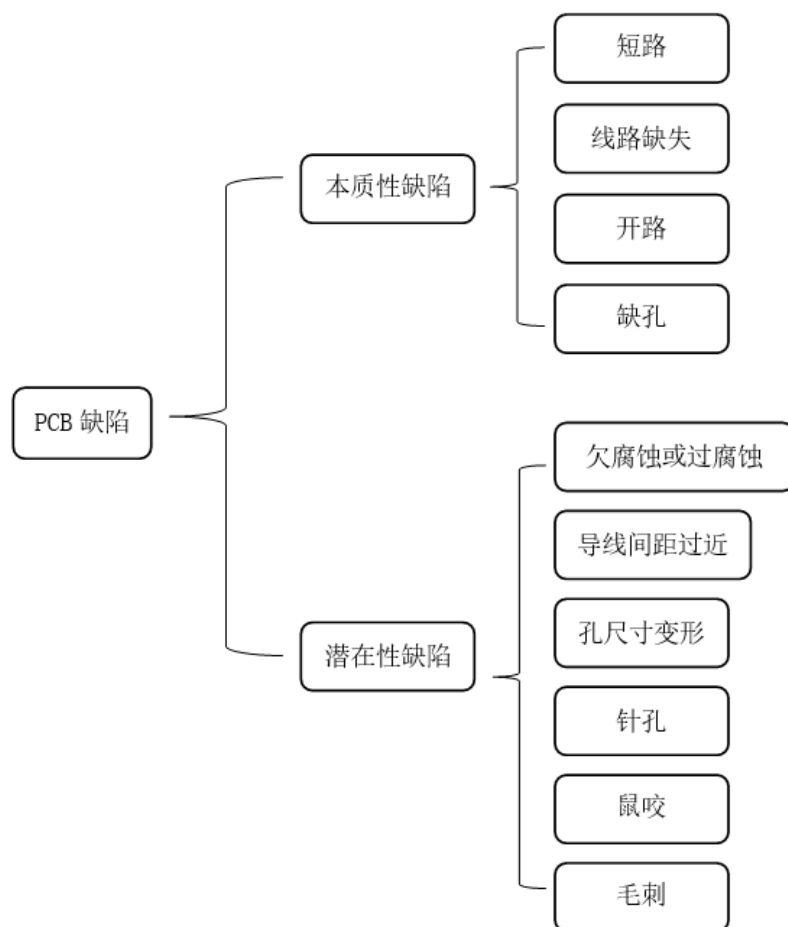 短路
线路缺失
本质性缺陷
开路
缺孔
PCB 缺陷
欠腐蚀或过腐蚀
导线间距过近
孔尺寸变形
潜在性缺陷
针孔
鼠咬
毛刺